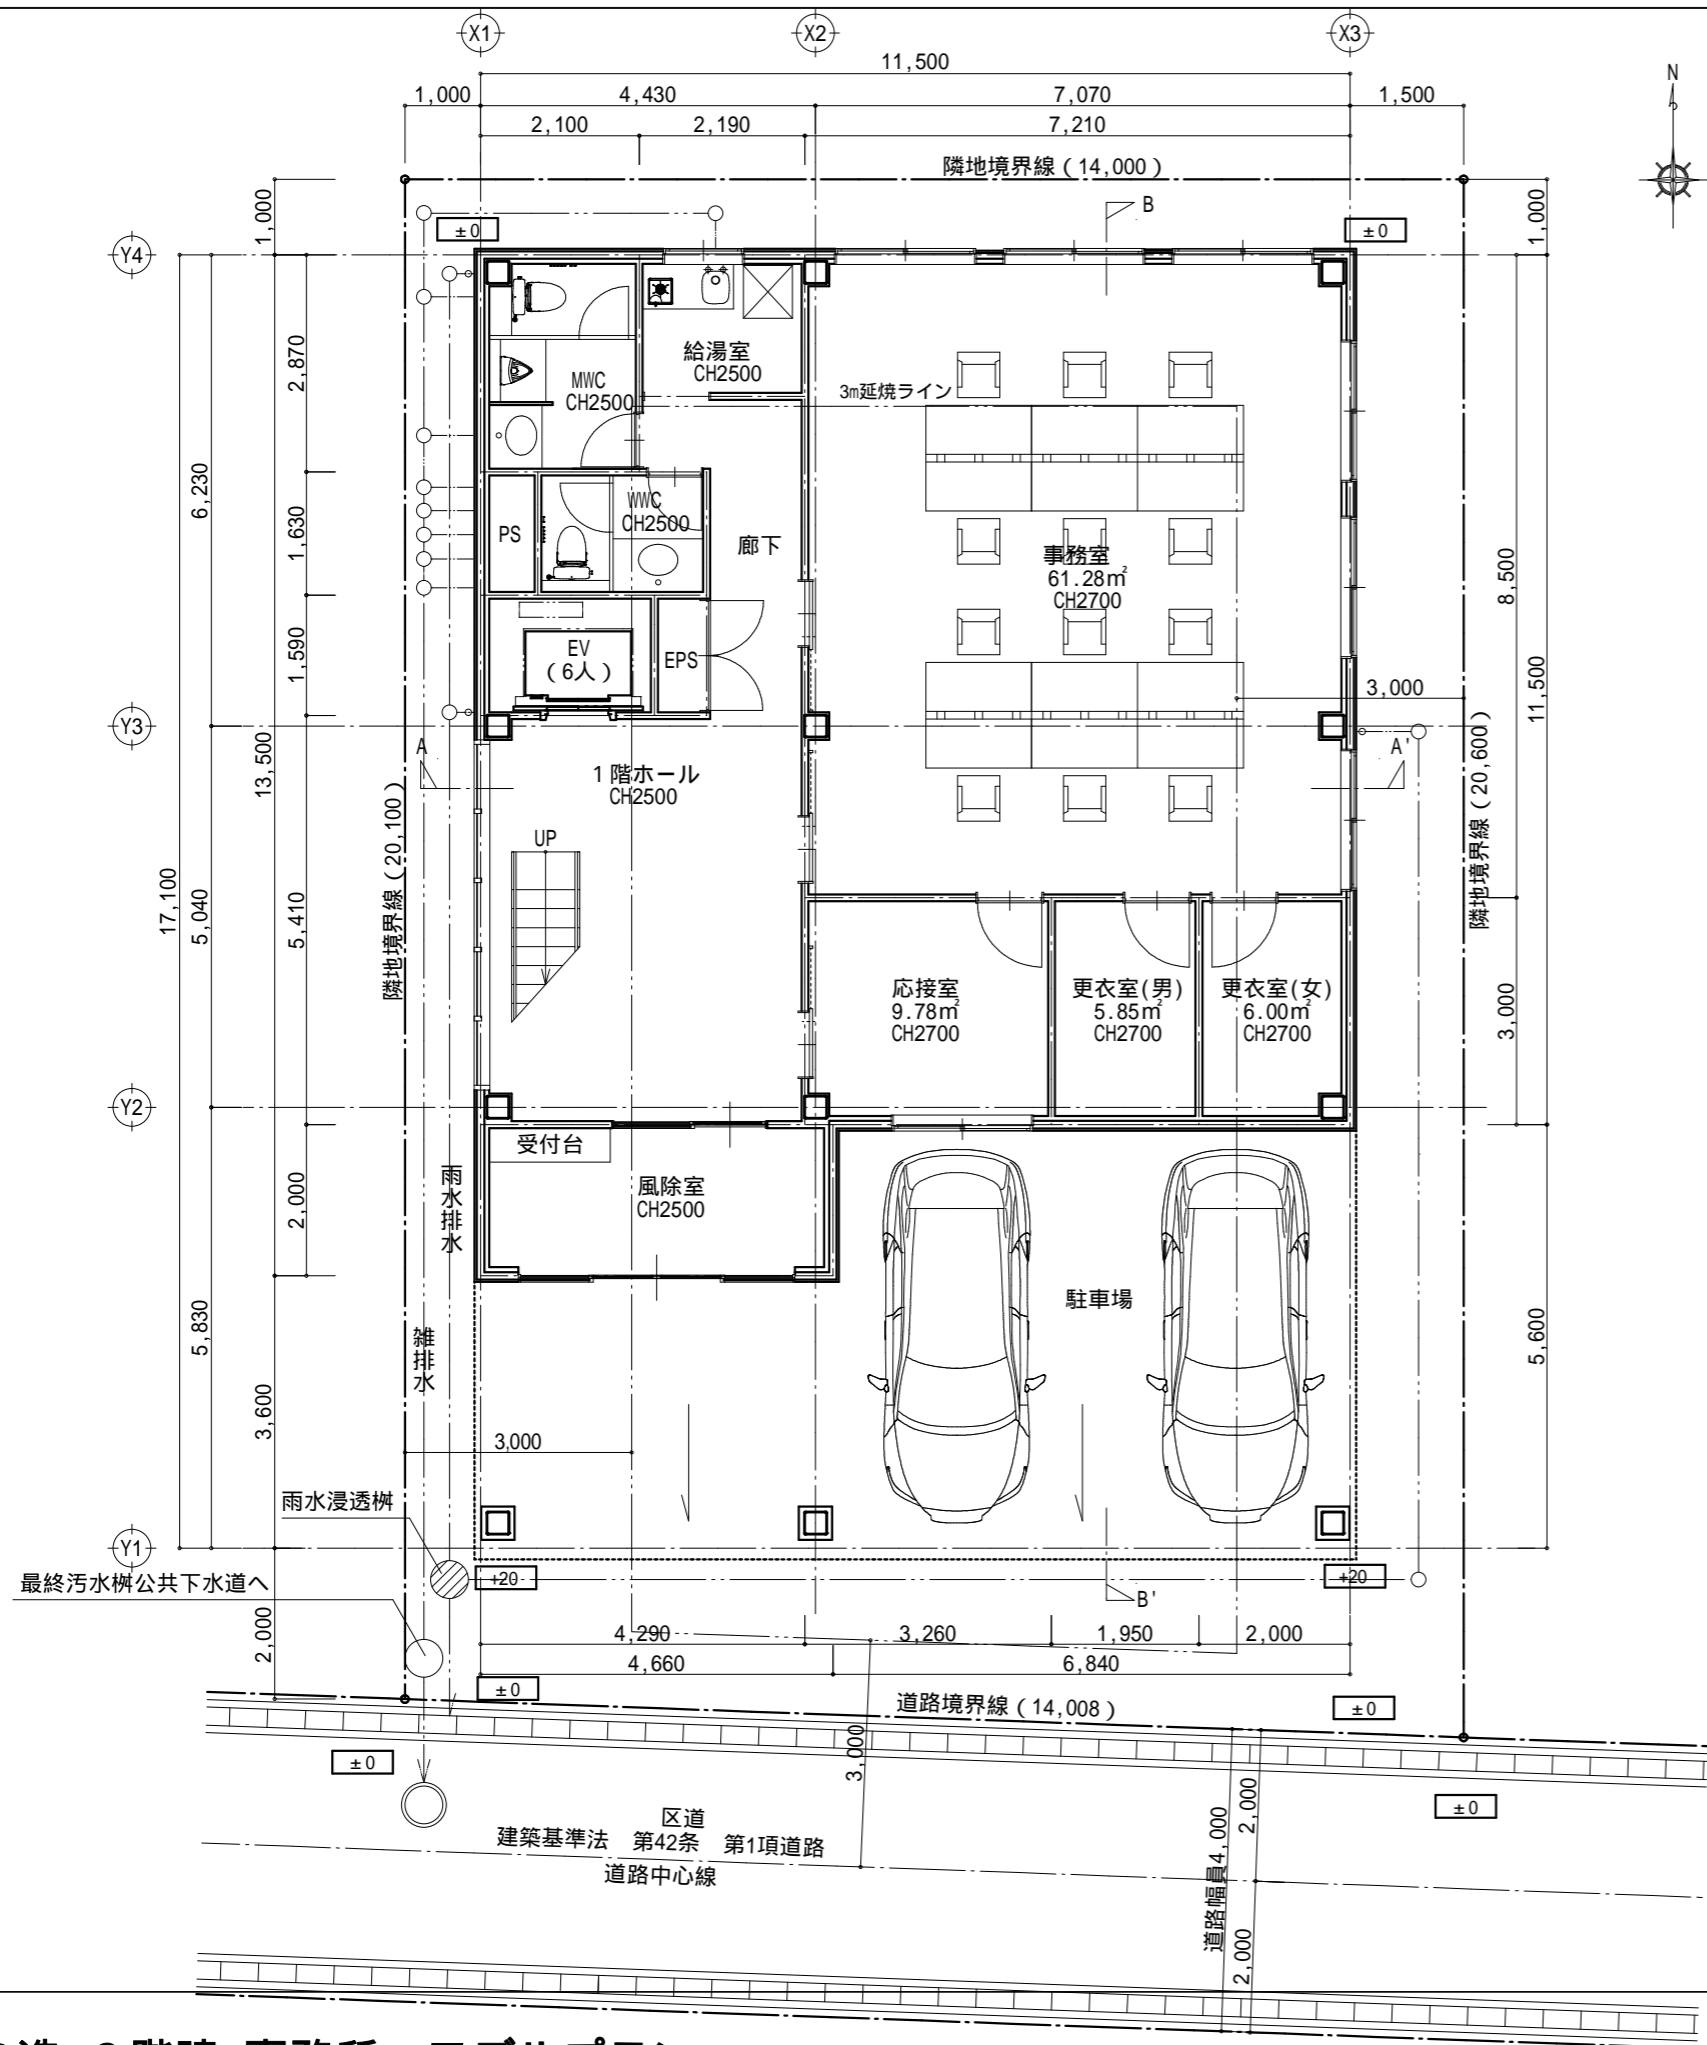 X1
X2
X3
11,500
1,000
4,430
7,070
1,500
2,100
2,190
7,210
N
隣地境界線(14,000)
B
±0
±0
Y4
Y3
Y2
Y1
1,000
2,870
6,230
1,630
1,590
13,500
17,100
5,040
5,410
2,000
5,830
3,600
2,000
1,000
8,500
11,500
3,000
5,600
給湯室
CH2500
MWC
CH2500
3m延焼ライン
WWC
CH2500
PS
廊下
事務室
61.28㎡
CH2700
EV
(6人)
EPS
3,000
A
A'
1階ホール
CH2500
UP
隣地境界線(20,100)
隣地境界線(20,600)
応接室
9.78㎡
CH2700
更衣室(男)
5.85㎡
CH2700
更衣室(女)
6.00㎡
CH2700
受付台
風除室
CH2500
雨水排水
雑排水
駐車場
3,000
雨水浸透桝
最終汚水桝公共下水道へ
+20
+20
B'
4,290
3,260
1,950
2,000
4,660
6,840
±0
±0
道路境界線(14,008)
±0
±0
3,000
区道
建築基準法 第42条 第1項道路
道路中心線
道路幅員4,000
2,000
2,000